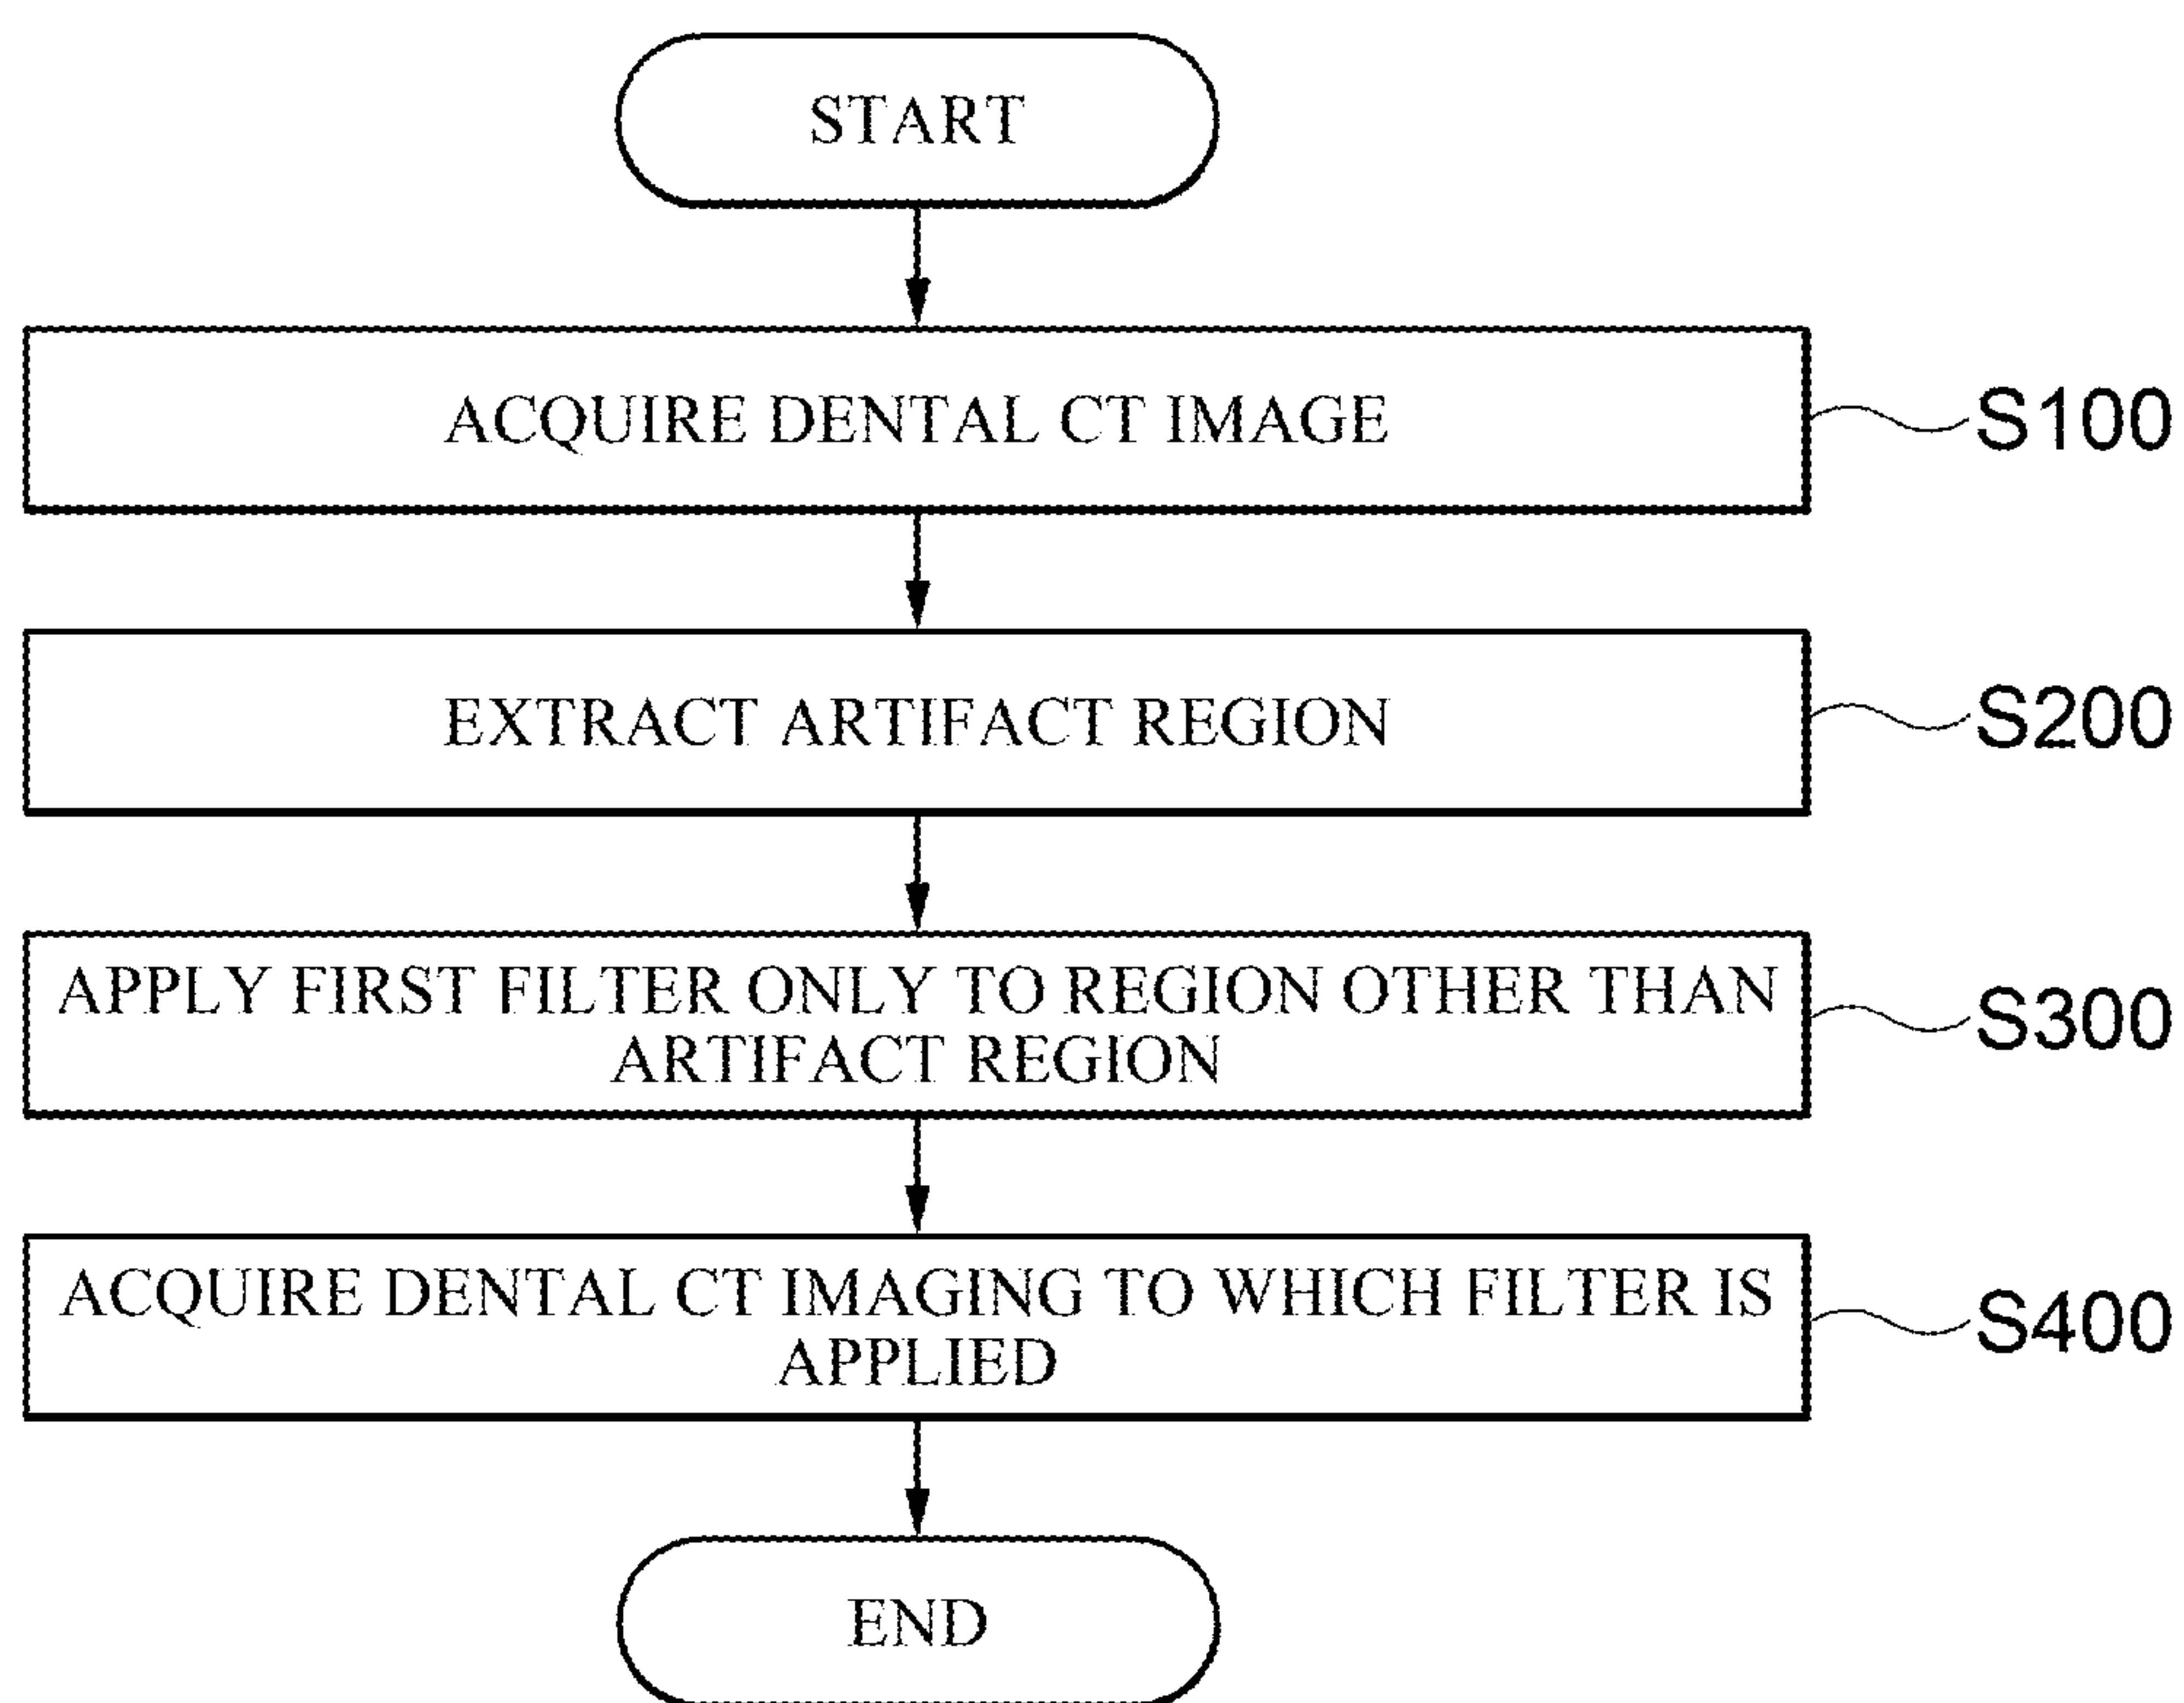 START
ACQUIRE DENTAL CT IMAGE
S100
EXTRACT ARTIFACT REGION
S200
APPLY FIRST FILTER ONLY TO REGION OTHER THAN
ARTIFACT REGION
S300
ACQUIRE DENTAL CT IMAGING TO WHICH FILTER IS
APPLIED
S400
END